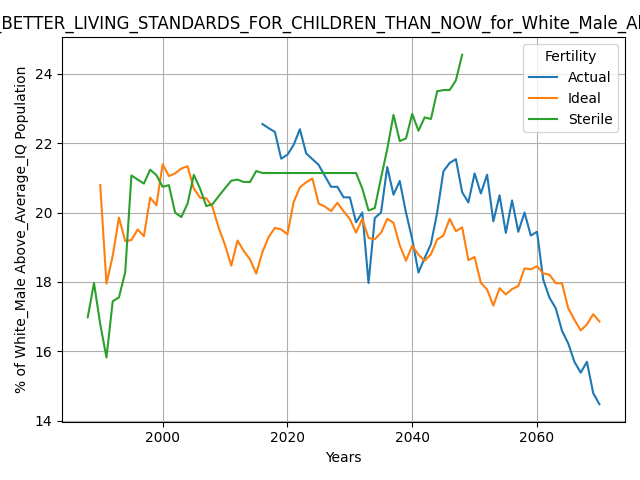 _BETTER_LIVING_STANDARDS_FOR_CHILDREN_THAN_NOW_for_White_Male_A
Fertility
Actual
Ideal
Sterile
% of White_Male Above_Average_IQ Population
24
22
20
18
16
14
2000
2020
2040
2060
Years